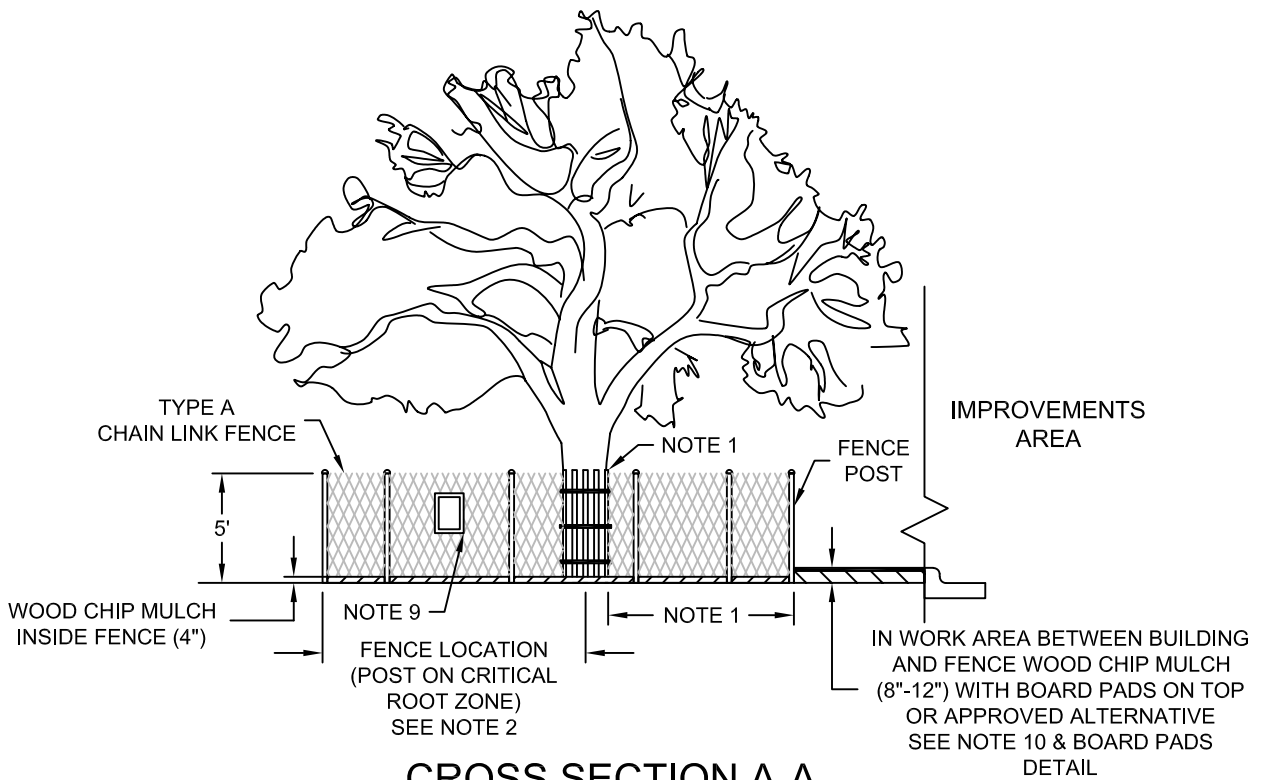 TYPE A
CHAIN LINK FENCE
NOTE 1
FENCE
POST
IMPROVEMENTS
AREA
5'
WOOD CHIP MULCH
INSIDE FENCE (4")
NOTE 9
FENCE LOCATION
(POST ON CRITICAL
ROOT ZONE)
SEE NOTE 2
NOTE 1
IN WORK AREA BETWEEN BUILDING
AND FENCE WOOD CHIP MULCH
(8"-12") WITH BOARD PADS ON TOP
OR APPROVED ALTERNATIVE
SEE NOTE 10 & BOARD PADS
DETAIL
CROSS SECTION A-A